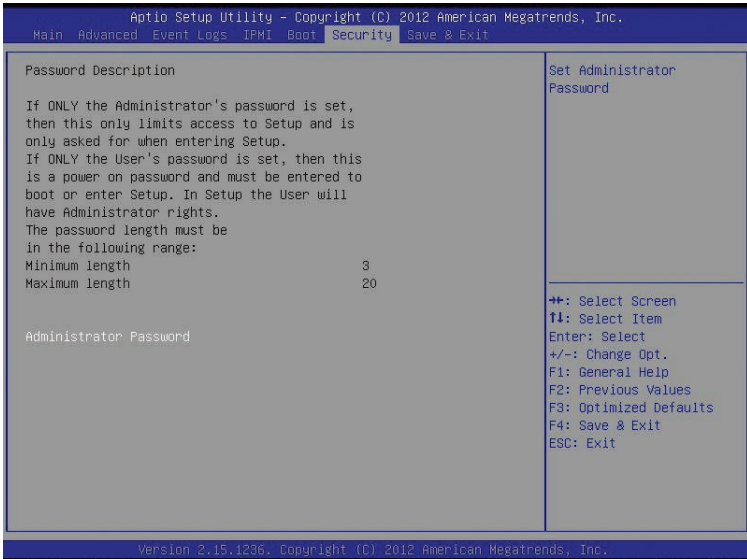 Aptio Setup Utility – Copyright (C) 2012 American Megatrends, Inc.
Main Advanced Event Logs IPMI Boot Security Save & Exit
Password Description
If ONLY the Administrator's password is set,
then this only limits access to Setup and is
only asked for when entering Setup.
If ONLY the User's password is set, then this
is a power on password and must be entered to
boot or enter Setup. In Setup the User will
have Administrator rights.
The password length must be
in the following range:
Minimum length 3
Maximum length 20
Administrator Password
Set Administrator
Password
→←: Select Screen
↑↓: Select Item
Enter: Select
+/-: Change Opt.
F1: General Help
F2: Previous Values
F3: Optimized Defaults
F4: Save & Exit
ESC: Exit
Version 2.15.1236. Copyright (C) 2012 American Megatrends, Inc.